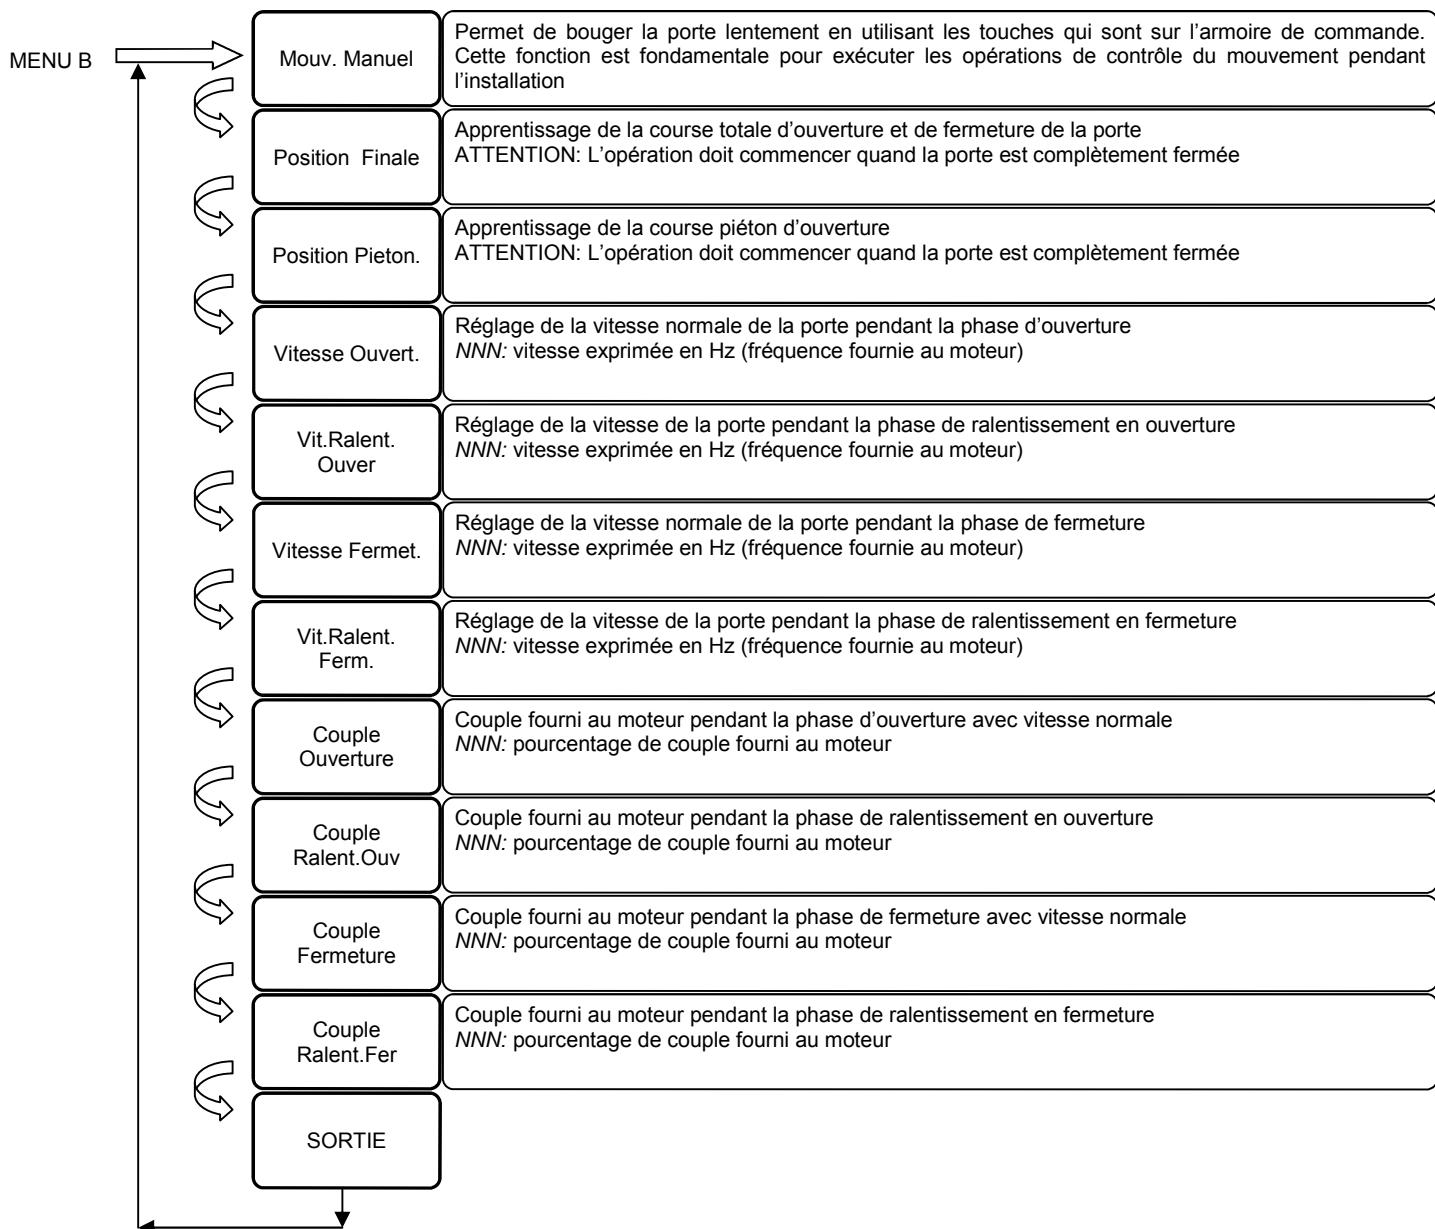 MENU B
Mouv. Manuel
Permet de bouger la porte lentement en utilisant les touches qui sont sur l’armoire de commande.
Cette fonction est fondamentale pour exécuter les opérations de contrôle du mouvement pendant
l’installation
Position Finale
Apprentissage de la course totale d’ouverture et de fermeture de la porte
ATTENTION: L’opération doit commencer quand la porte est complètement fermée
Position Pieton.
Apprentissage de la course piéton d’ouverture
ATTENTION: L’opération doit commencer quand la porte est complètement fermée
Vitesse Ouvert.
Réglage de la vitesse normale de la porte pendant la phase d’ouverture
NNN: vitesse exprimée en Hz (fréquence fournie au moteur)
Vit.Ralent.
Ouver
Réglage de la vitesse de la porte pendant la phase de ralentissement en ouverture
NNN: vitesse exprimée en Hz (fréquence fournie au moteur)
Vitesse Fermet.
Réglage de la vitesse normale de la porte pendant la phase de fermeture
NNN: vitesse exprimée en Hz (fréquence fournie au moteur)
Vit.Ralent.
Ferm.
Réglage de la vitesse de la porte pendant la phase de ralentissement en fermeture
NNN: vitesse exprimée en Hz (fréquence fournie au moteur)
Couple
Ouverture
Couple fourni au moteur pendant la phase d’ouverture avec vitesse normale
NNN: pourcentage de couple fourni au moteur
Couple
Ralent.Ouv
Couple fourni au moteur pendant la phase de ralentissement en ouverture
NNN: pourcentage de couple fourni au moteur
Couple
Fermeture
Couple fourni au moteur pendant la phase de fermeture avec vitesse normale
NNN: pourcentage de couple fourni au moteur
Couple
Ralent.Fer
Couple fourni au moteur pendant la phase de ralentissement en fermeture
NNN: pourcentage de couple fourni au moteur
SORTIE